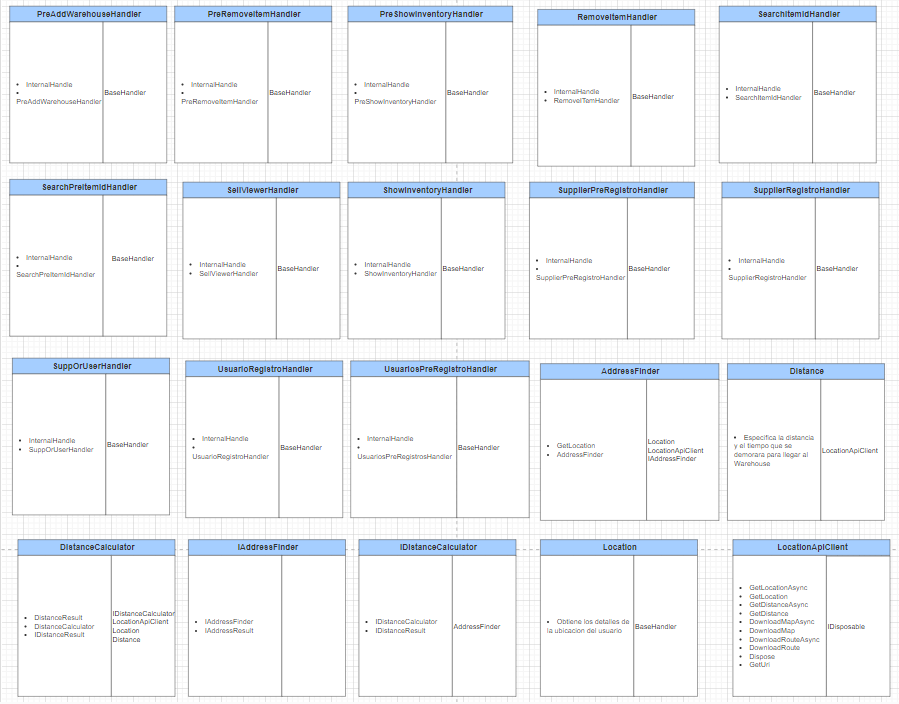 PreAddWarehouseHandler
• InternalHandle
•
PreAddWarehouseHandler
BaseHandler
PreRemoveItemHandler
• InternalHandle
•
PreRemoveItemHandler
BaseHandler
PreShowInventoryHandler
• InternalHandle
•
PreShowInventoryHandler
BaseHandler
RemoveItemHandler
• InternalHandle
• RemoveITemHandler
BaseHandler
SearchItemIdHandler
• InternalHandle
• SearchItemIdHandler
BaseHandler
SearchPreItemIdHandler
• InternalHandle
•
SearchPreItemIdHandler
BaseHandler
SellViewerHandler
• InternalHandle
• SellViewerHandler
BaseHandler
ShowInventoryHandler
• InternalHandle
• ShowInventoryHandler
BaseHandler
SupplierPreRegistroHandler
• InternalHandle
•
SupplierPreRegistroHandler
BaseHandler
SupplierRegistroHandler
• InternalHandle
•
SupplierRegistroHandler
BaseHandler
SuppOrUserHandler
• InternalHandle
• SuppOrUserHandler
BaseHandler
UsuarioRegistroHandler
• InternalHandle
•
UsuarioRegistroHandler
BaseHandler
UsuariosPreRegistroHandler
• InternalHandle
•
UsuariosPreRegistrosHandler
BaseHandler
AddressFinder
• GetLocation
• AddressFinder
Location
LocationApiClient
IAddressFinder
Distance
• Especifica la distancia
y el tiempo que se
demorara para llegar al
Warehouse
LocationApiClient
DistanceCalculator
• DistanceResult
• DistanceCalculator
• IDistanceResult
IDistanceCalculator
LocationApiClient
Location
Distance
IAddressFinder
• IAddressFinder
• IAddressResult
IDistanceCalculator
• IDistanceCalculator
• IDistanceResult
AddressFinder
Location
• Obtiene los detalles de
la ubicacion del usuario
BaseHandler
LocationApiClient
• GetLocationAsync
• GetLocation
• GetDistanceAsync
• GetDistance
• DownloadMapAsync
• DownloadMap
• DownloadRouteAsync
• DownloadRoute
• Dispose
• GetUri
IDisposable